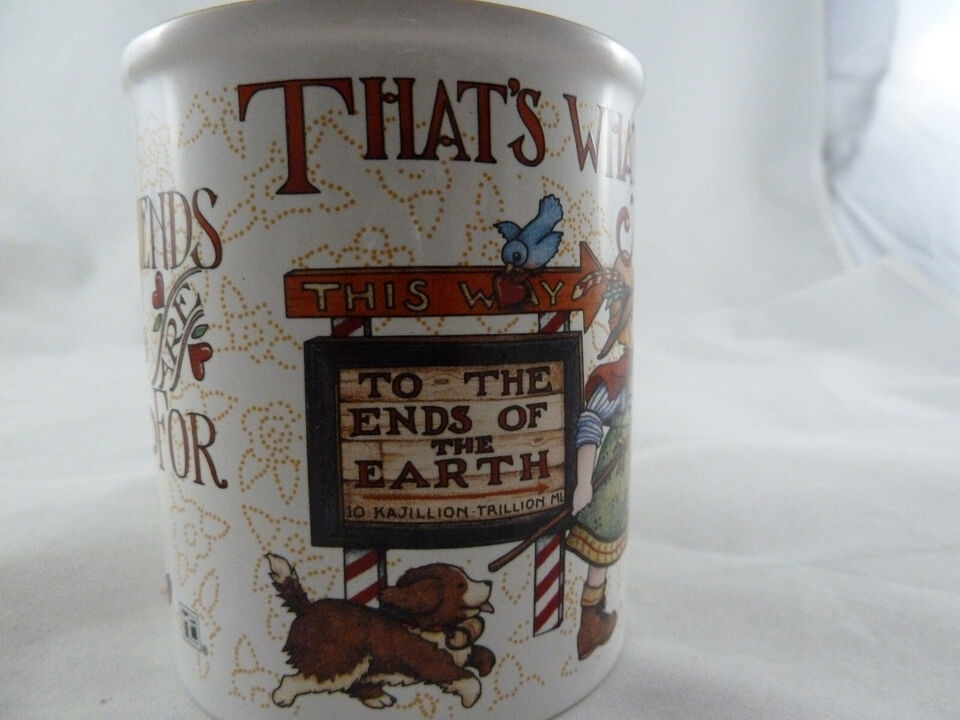 THAT'S WHA
THIS WAY
TO THE
ENDS OF
THE
EARTH
10 KAJILLION-TRILLION MI
ENDS
ARE
FOR